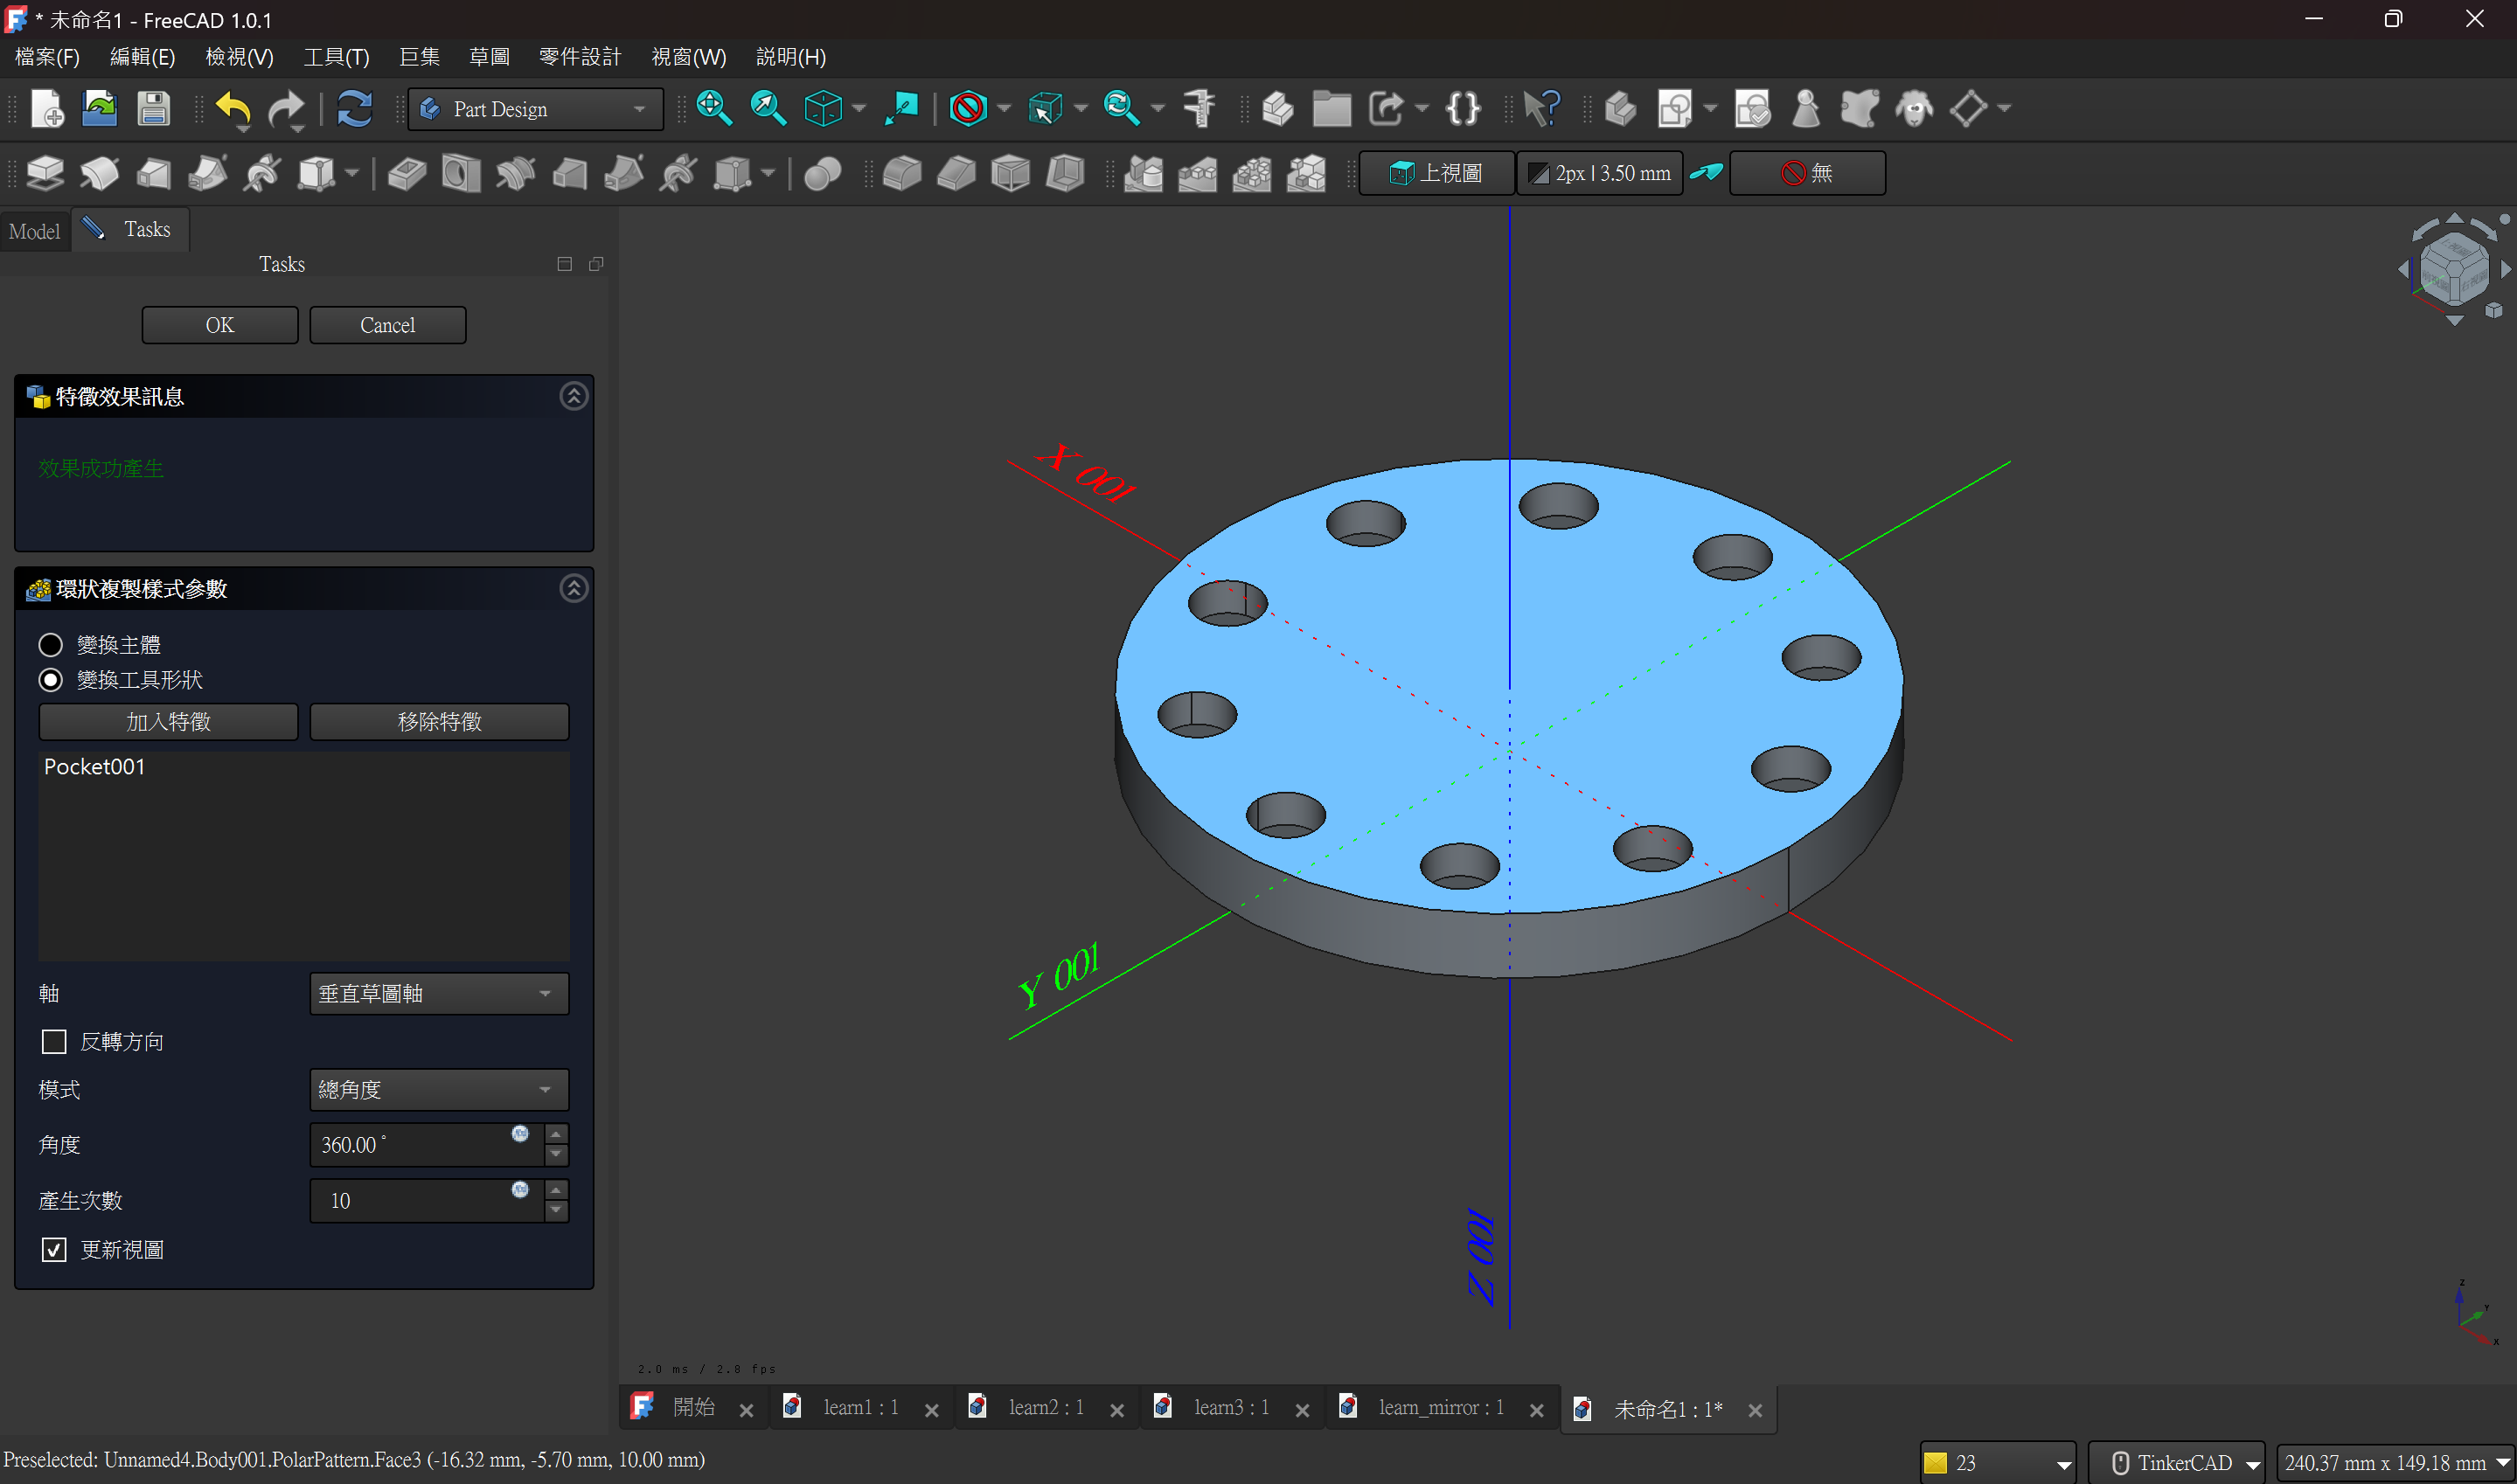 * 未命名1 - FreeCAD 1.0.1
檔案(F) 編輯(E) 檢視(V) 工具(T) 巨集 草圖 零件設計 視窗(W) 説明(H)
Part Design
上視圖 2px | 3.50 mm 無
Model Tasks
Tasks
OK Cancel
特徵效果訊息
效果成功產生
環狀複製樣式參數
變換主體
變換工具形狀
加入特徵 移除特徵
Pocket001
軸 垂直草圖軸
反轉方向
模式 總角度
角度 360.00 °
產生次數 10
更新視圖
X 001
Y 001
Z 001
Z
Y
X
2.0 ms / 2.8 fps
開始 learn1 : 1 learn2 : 1 learn3 : 1 learn_mirror : 1 未命名1 : 1*
Preselected: Unnamed4.Body001.PolarPattern.Face3 (-16.32 mm, -5.70 mm, 10.00 mm)
23 TinkerCAD 240.37 mm x 149.18 mm